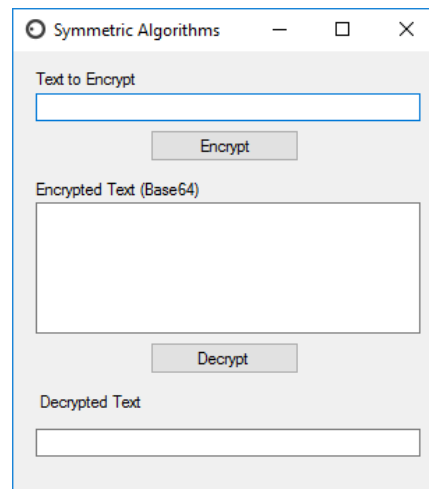 Symmetric Algorithms
Text to Encrypt
Encrypt
Encrypted Text (Base64)
Decrypt
Decrypted Text